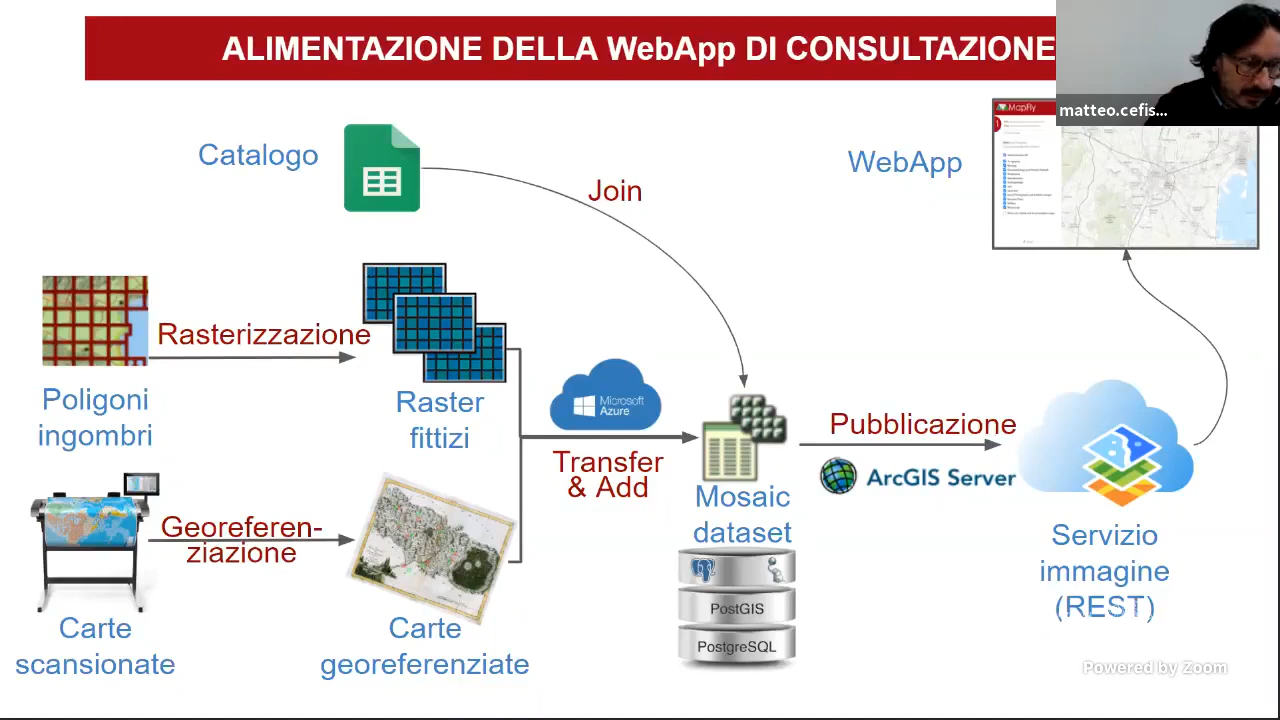 ALIMENTAZIONE DELLA WebApp DI CONSULTAZIONE
matteo.cefis...
MapFly
Catalogo
Join
WebApp
Rasterizzazione
Poligoni
ingombri
Raster
fittizi
Microsoft
Azure
Transfer
& Add
Pubblicazione
ArcGIS Server
Mosaic
dataset
Georeferen-
ziazione
Servizio
immagine
(REST)
PostGIS
PostgreSQL
Carte
scansionate
Carte
georeferenziate
Powered by Zoom